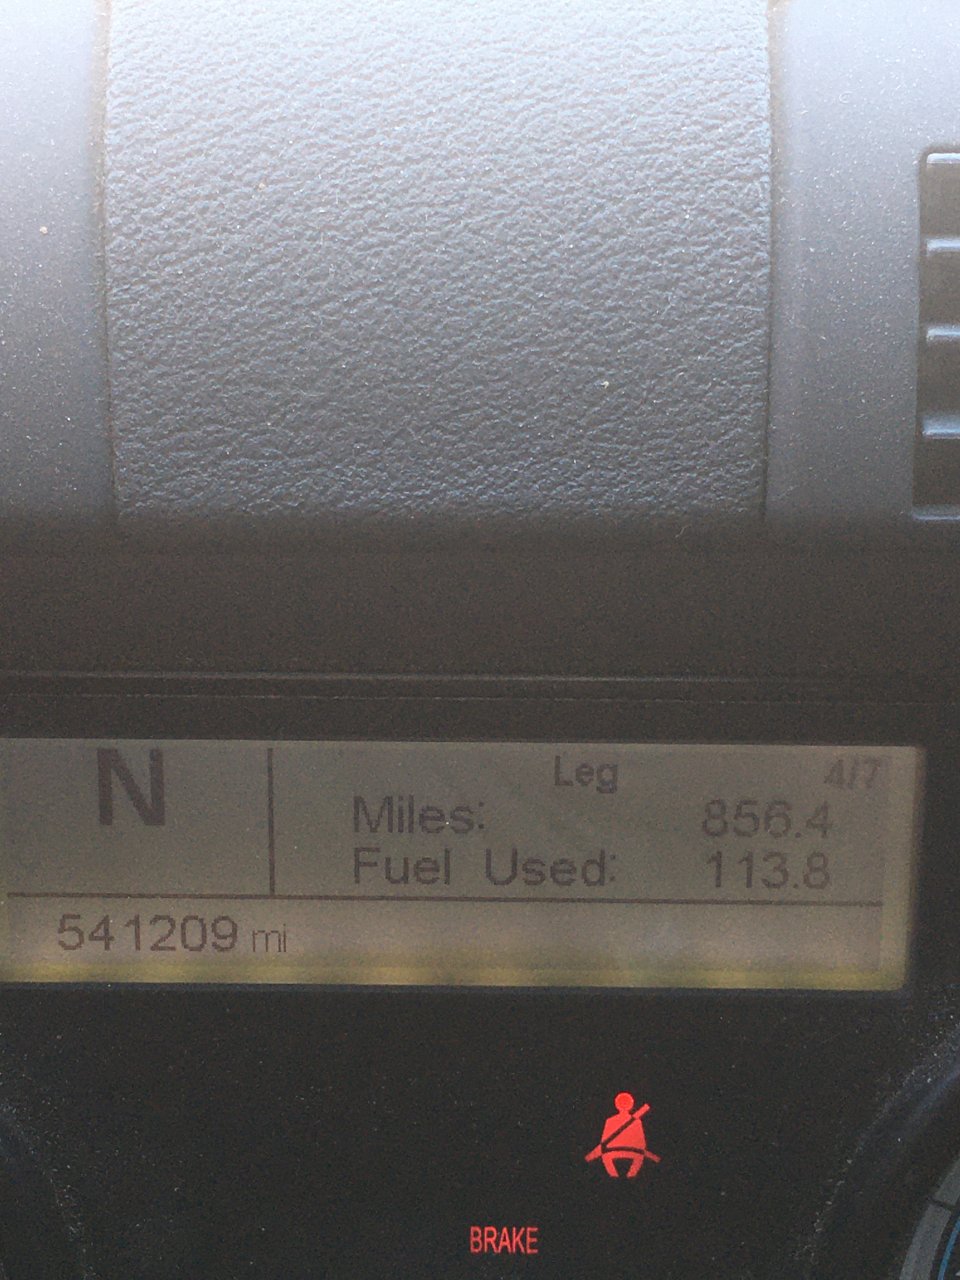 N
Leg 4/7
Miles: 856.4
Fuel Used: 113.8
541209 mi
BRAKE